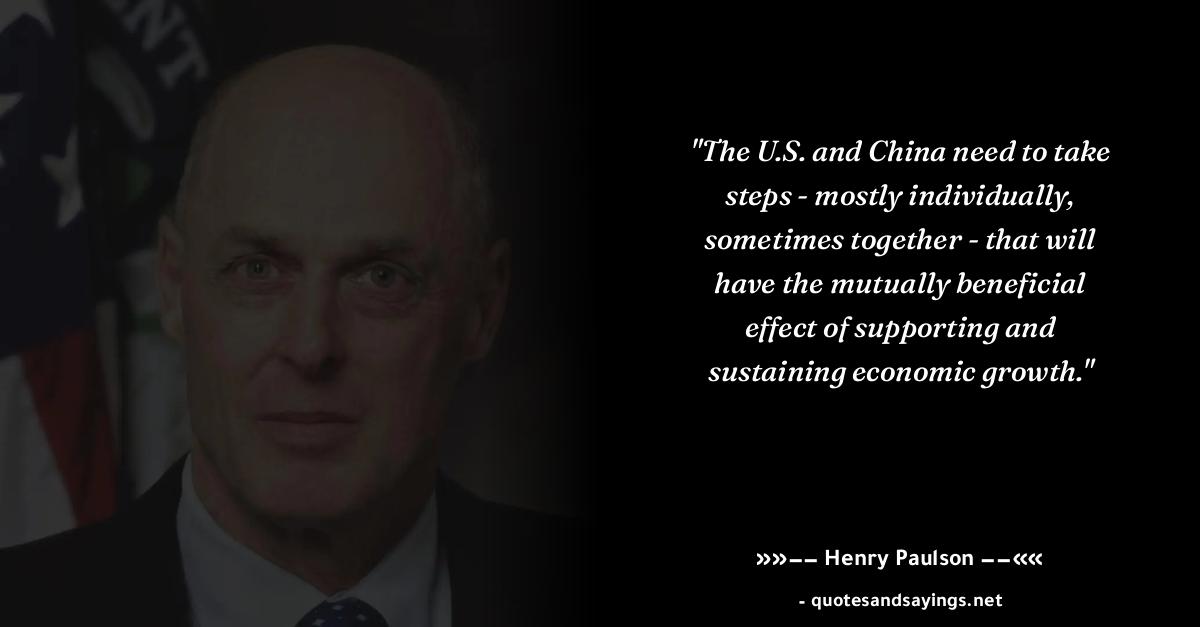 NT
"The U.S. and China need to take
steps - mostly individually,
sometimes together - that will
have the mutually beneficial
effect of supporting and
sustaining economic growth."
»»–– Henry Paulson ––««
- quotesandsayings.net